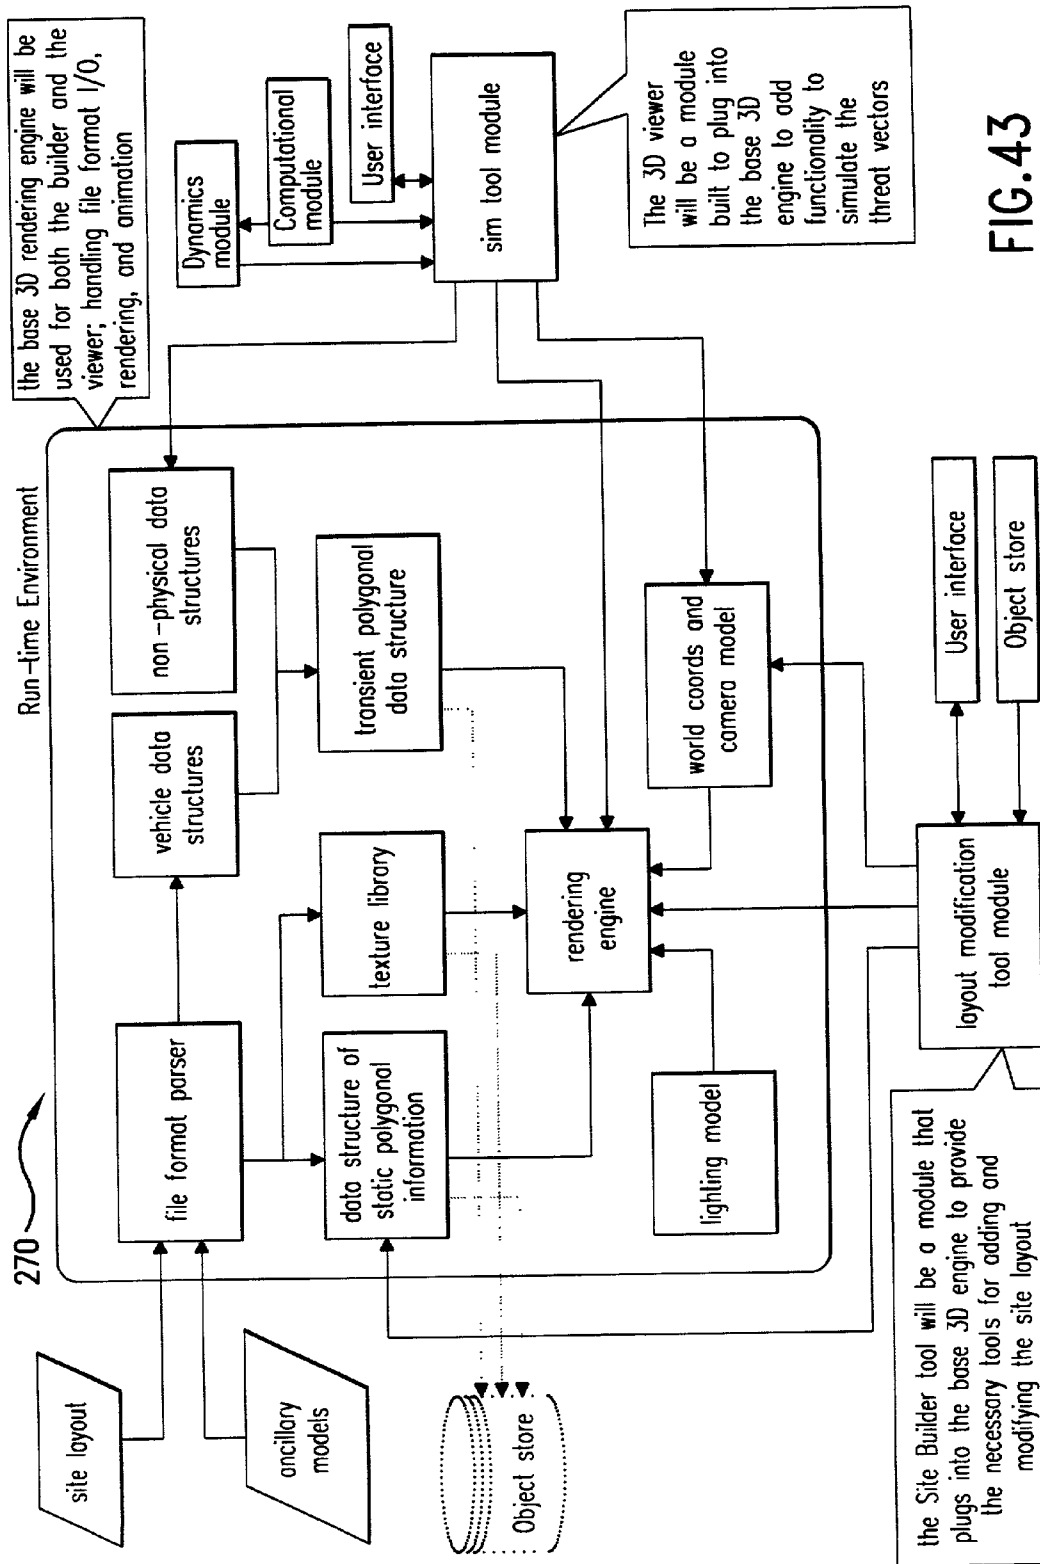 270
Run-time Environment
the base 3D rendering engine will be
used for both the builder and the
viewer; handling file format I/O,
rendering, and animation
site layout
ancillary
models
Object store
file format parser
vehicle data
structures
non-physical data
structures
data structure of
static polygonal
information
texture library
transient polygonal
data structure
rendering
engine
lighting model
world coords and
camera model
Dynamics
module
Computational
module
User interface
sim tool module
The 3D viewer
will be a module
built to plug into
the base 3D
engine to add
functionality to
simulate the
threat vectors
the Site Builder tool will be a module that
plugs into the base 3D engine to provide
the necessary tools for adding and
modifying the site layout
layout modification
tool module
User interface
Object store
FIG.43